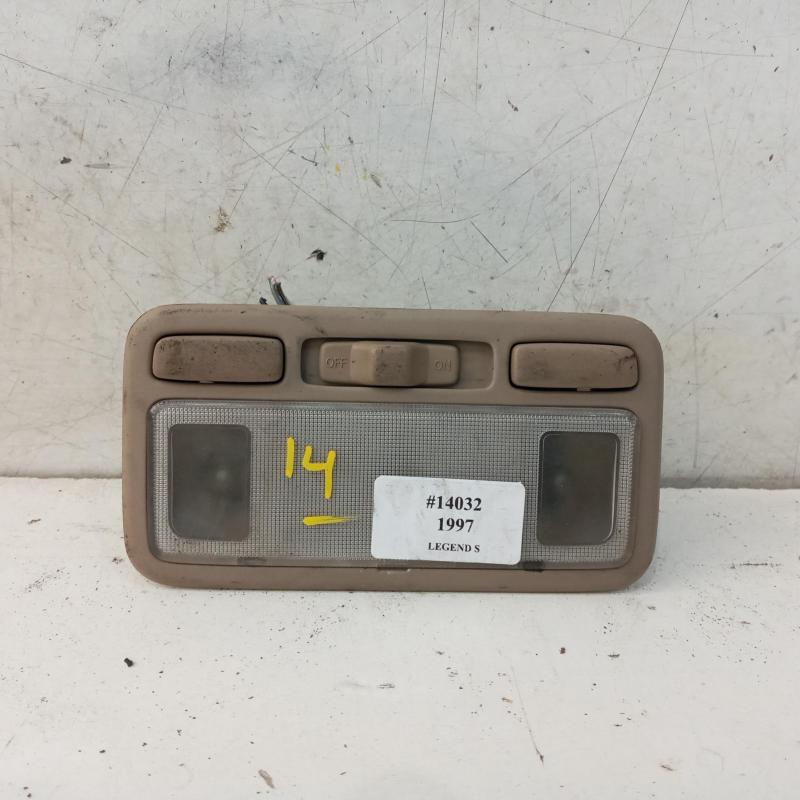 OFF ON
14
#14032
1997
LEGEND S